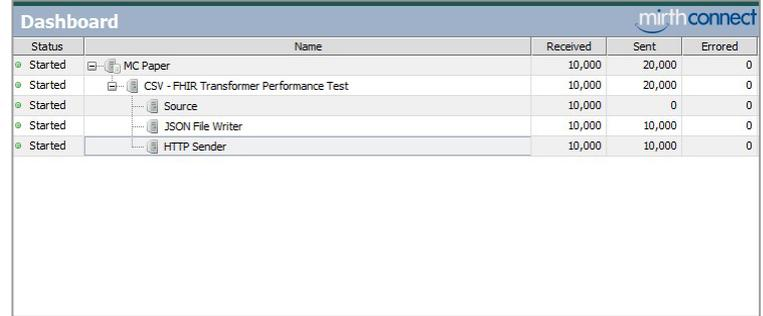 Dashboard mirthconnect
Status Name Received Sent Errored
Started MC Paper 10,000 20,000 0
Started CSV - FHIR Transformer Performance Test 10,000 20,000 0
Started Source 10,000 0 0
Started JSON File Writer 10,000 10,000 0
Started HTTP Sender 10,000 10,000 0